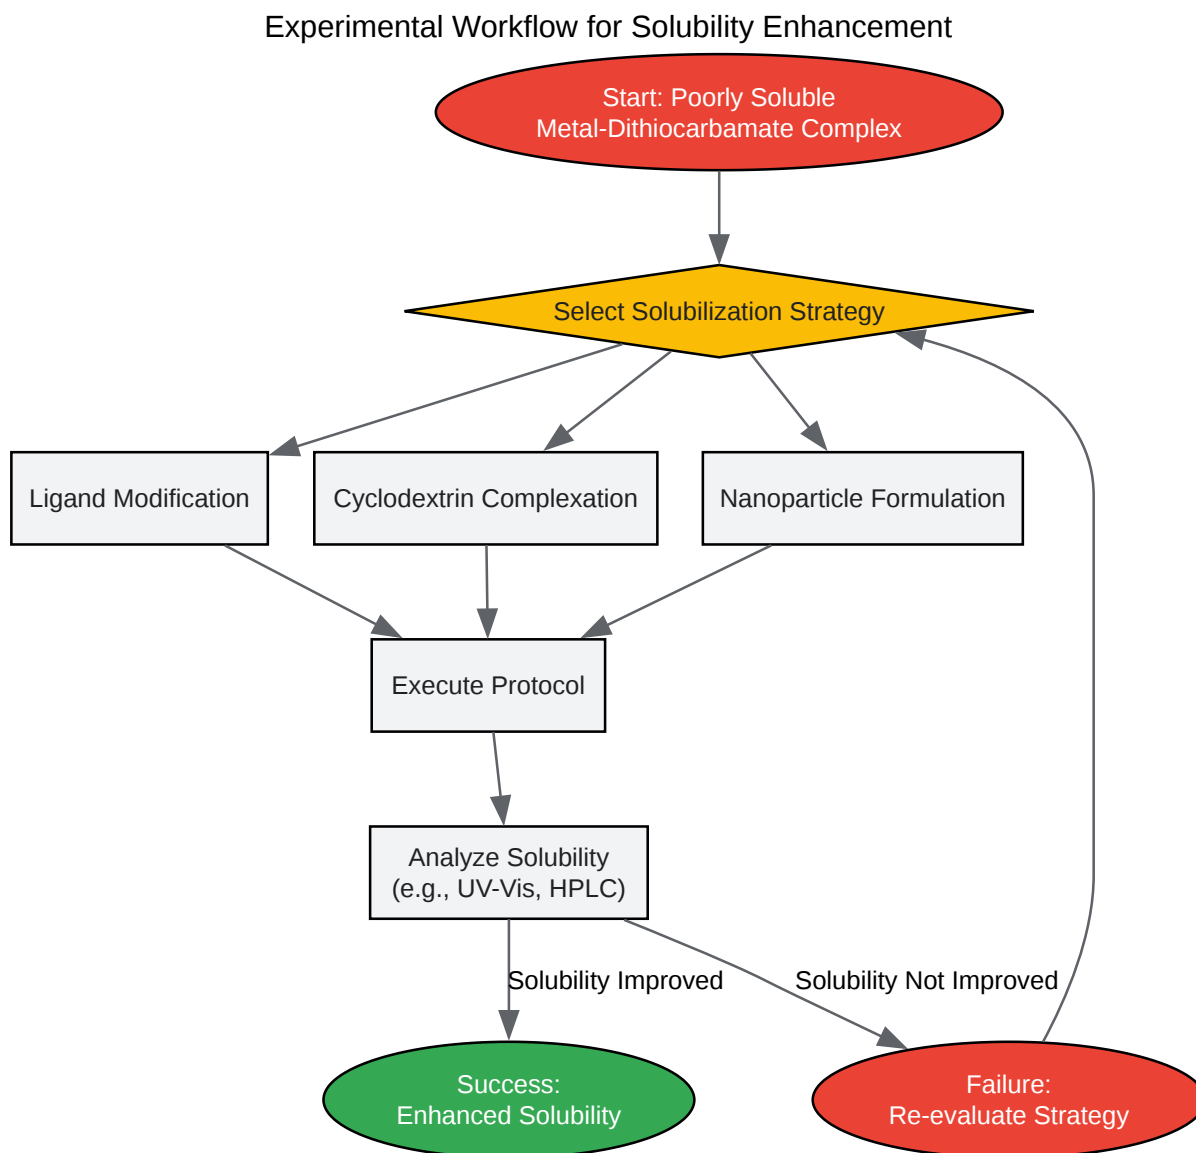 Experimental Workflow for Solubility Enhancement
Start: Poorly Soluble
Metal-Dithiocarbamate Complex
Select Solubilization Strategy
Ligand Modification
Cyclodextrin Complexation
Nanoparticle Formulation
Execute Protocol
Analyze Solubility
(e.g., UV-Vis, HPLC)
Solubility Improved
Solubility Not Improved
Success:
Enhanced Solubility
Failure:
Re-evaluate Strategy